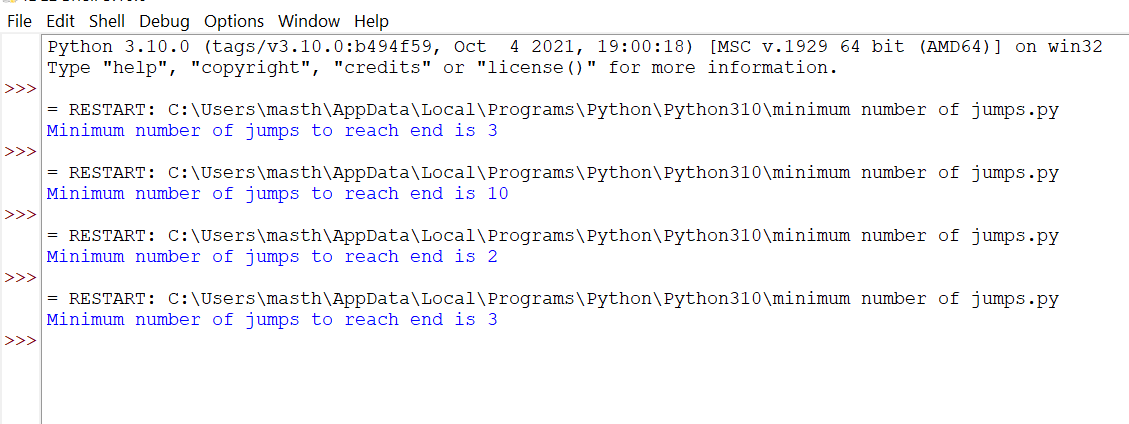 File Edit Shell Debug Options Window Help
Python 3.10.0 (tags/v3.10.0:b494f59, Oct  4 2021, 19:00:18) [MSC v.1929 64 bit (AMD64)] on win32
Type "help", "copyright", "credits" or "license()" for more information.
>>>
= RESTART: C:\Users\masth\AppData\Local\Programs\Python\Python310\minimum number of jumps.py
Minimum number of jumps to reach end is 3
>>>
= RESTART: C:\Users\masth\AppData\Local\Programs\Python\Python310\minimum number of jumps.py
Minimum number of jumps to reach end is 10
>>>
= RESTART: C:\Users\masth\AppData\Local\Programs\Python\Python310\minimum number of jumps.py
Minimum number of jumps to reach end is 2
>>>
= RESTART: C:\Users\masth\AppData\Local\Programs\Python\Python310\minimum number of jumps.py
Minimum number of jumps to reach end is 3
>>>